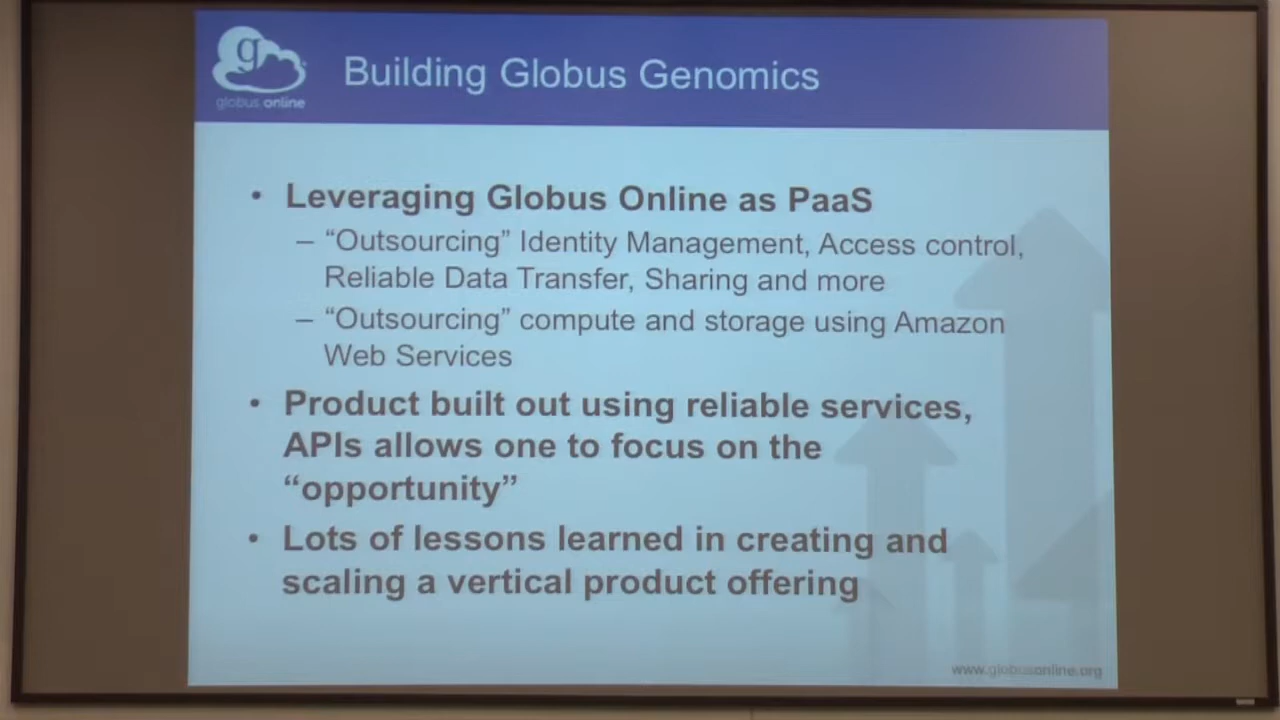 g
globus online
Building Globus Genomics
• Leveraging Globus Online as PaaS
– “Outsourcing” Identity Management, Access control,
Reliable Data Transfer, Sharing and more
– “Outsourcing” compute and storage using Amazon
Web Services
• Product built out using reliable services,
APIs allows one to focus on the
“opportunity”
• Lots of lessons learned in creating and
scaling a vertical product offering
www.globusonline.org